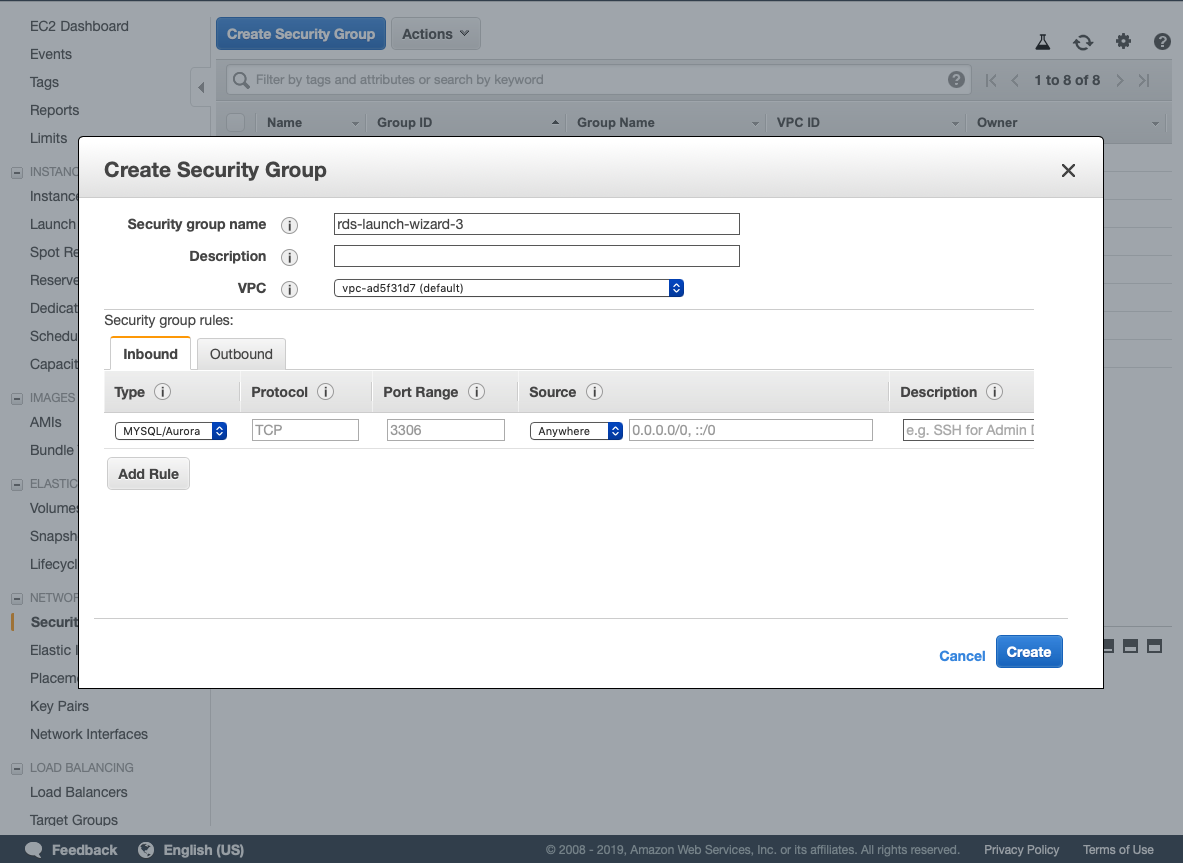 EC2 Dashboard
Events
Tags
Reports
Limits
INSTANC
Instance
Launch
Spot Re
Reserve
Dedicat
Schedu
Capacit
IMAGES
AMIs
Bundle
ELASTIC
Volumes
Snapsh
Lifecycl
NETWOR
Securit
Elastic I
Placeme
Key Pairs
Network Interfaces
LOAD BALANCING
Load Balancers
Target Groups
Create Security Group Actions
Filter by tags and attributes or search by keyword 1 to 8 of 8
Name Group ID Group Name VPC ID Owner
Create Security Group
Security group name i rds-launch-wizard-3
Description i
VPC i vpc-ad5f31d7 (default)
Security group rules:
Inbound Outbound
Type i Protocol i Port Range i Source i Description i
MYSQL/Aurora TCP 3306 Anywhere 0.0.0.0/0, ::/0 e.g. SSH for Admin D
Add Rule
Cancel Create
Feedback English (US) © 2008 - 2019, Amazon Web Services, Inc. or its affiliates. All rights reserved. Privacy Policy Terms of Use